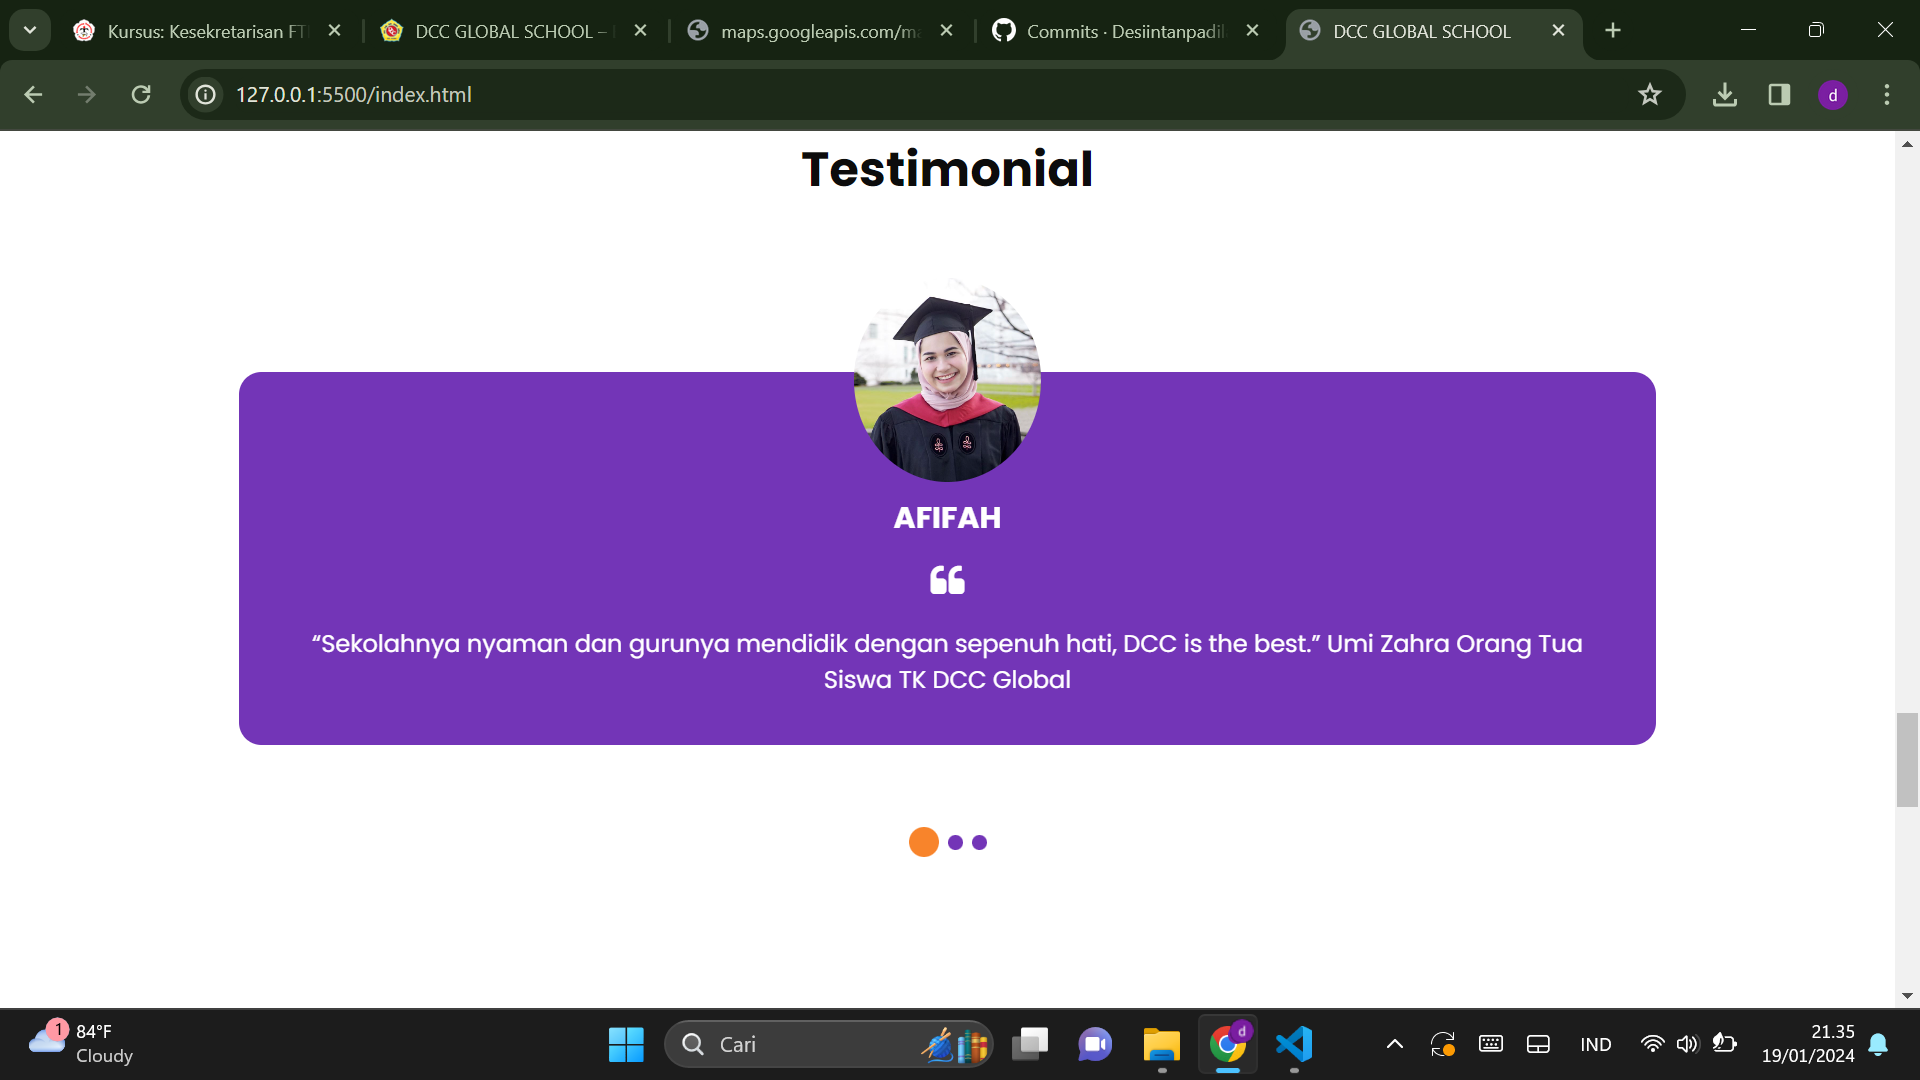 Kursus: Kesekretarisan FT
DCC GLOBAL SCHOOL –
maps.googleapis.com/m
Commits · Desiintanpadil
DCC GLOBAL SCHOOL
127.0.0.1:5500/index.html
d
Testimonial
AFIFAH
“Sekolahnya nyaman dan gurunya mendidik dengan sepenuh hati, DCC is the best.” Umi Zahra Orang Tua
Siswa TK DCC Global
1
84°F
Cloudy
Cari
d
IND
21.35
19/01/2024